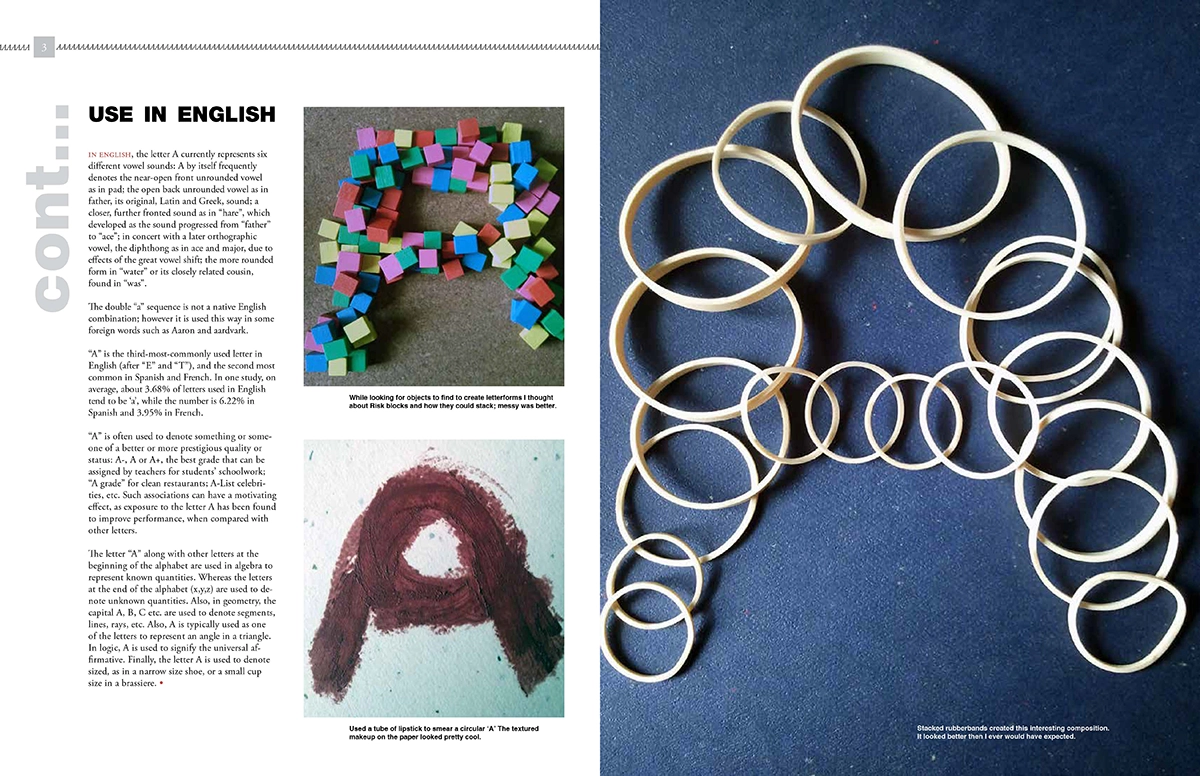 3
cont...
USE IN ENGLISH
IN ENGLISH, the letter A currently represents six
different vowel sounds: A by itself frequently
denotes the near-open front unrounded vowel
as in pad; the open back unrounded vowel as in
father, its original, Latin and Greek, sound; a
closer, further fronted sound as in “hare”, which
developed as the sound progressed from “father”
to “ace”; in concert with a later orthographic
vowel, the diphthong as in ace and major, due to
effects of the great vowel shift; the more rounded
form in “water” or its closely related cousin,
found in “was”.
The double “a” sequence is not a native English
combination; however it is used this way in some
foreign words such as Aaron and aardvark.
“A” is the third-most-commonly used letter in
English (after “E” and “T”), and the second most
common in Spanish and French. In one study, on
average, about 3.68% of letters used in English
tend to be ‘a’, while the number is 6.22% in
Spanish and 3.95% in French.
“A” is often used to denote something or some-
one of a better or more prestigious quality or
status: A-, A or A+, the best grade that can be
assigned by teachers for students’ schoolwork;
“A grade” for clean restaurants; A-List celebri-
ties, etc. Such associations can have a motivating
effect, as exposure to the letter A has been found
to improve performance, when compared with
other letters.
The letter “A” along with other letters at the
beginning of the alphabet are used in algebra to
represent known quantities. Whereas the letters
at the end of the alphabet (x,y,z) are used to de-
note unknown quantities. Also, in geometry, the
capital A, B, C etc. are used to denote segments,
lines, rays, etc. Also, A is typically used as one
of the letters to represent an angle in a triangle.
In logic, A is used to signify the universal af-
firmative. Finally, the letter A is used to denote
sized, as in a narrow size shoe, or a small cup
size in a brassiere. •
A
While looking for objects to find to create letterforms I thought
about Risk blocks and how they could stack; messy was better.
A
Used a tube of lipstick to smear a circular ‘A’ The textured
makeup on the paper looked pretty cool.
A
Stacked rubberbands created this interesting composition.
It looked better then I ever would have expected.